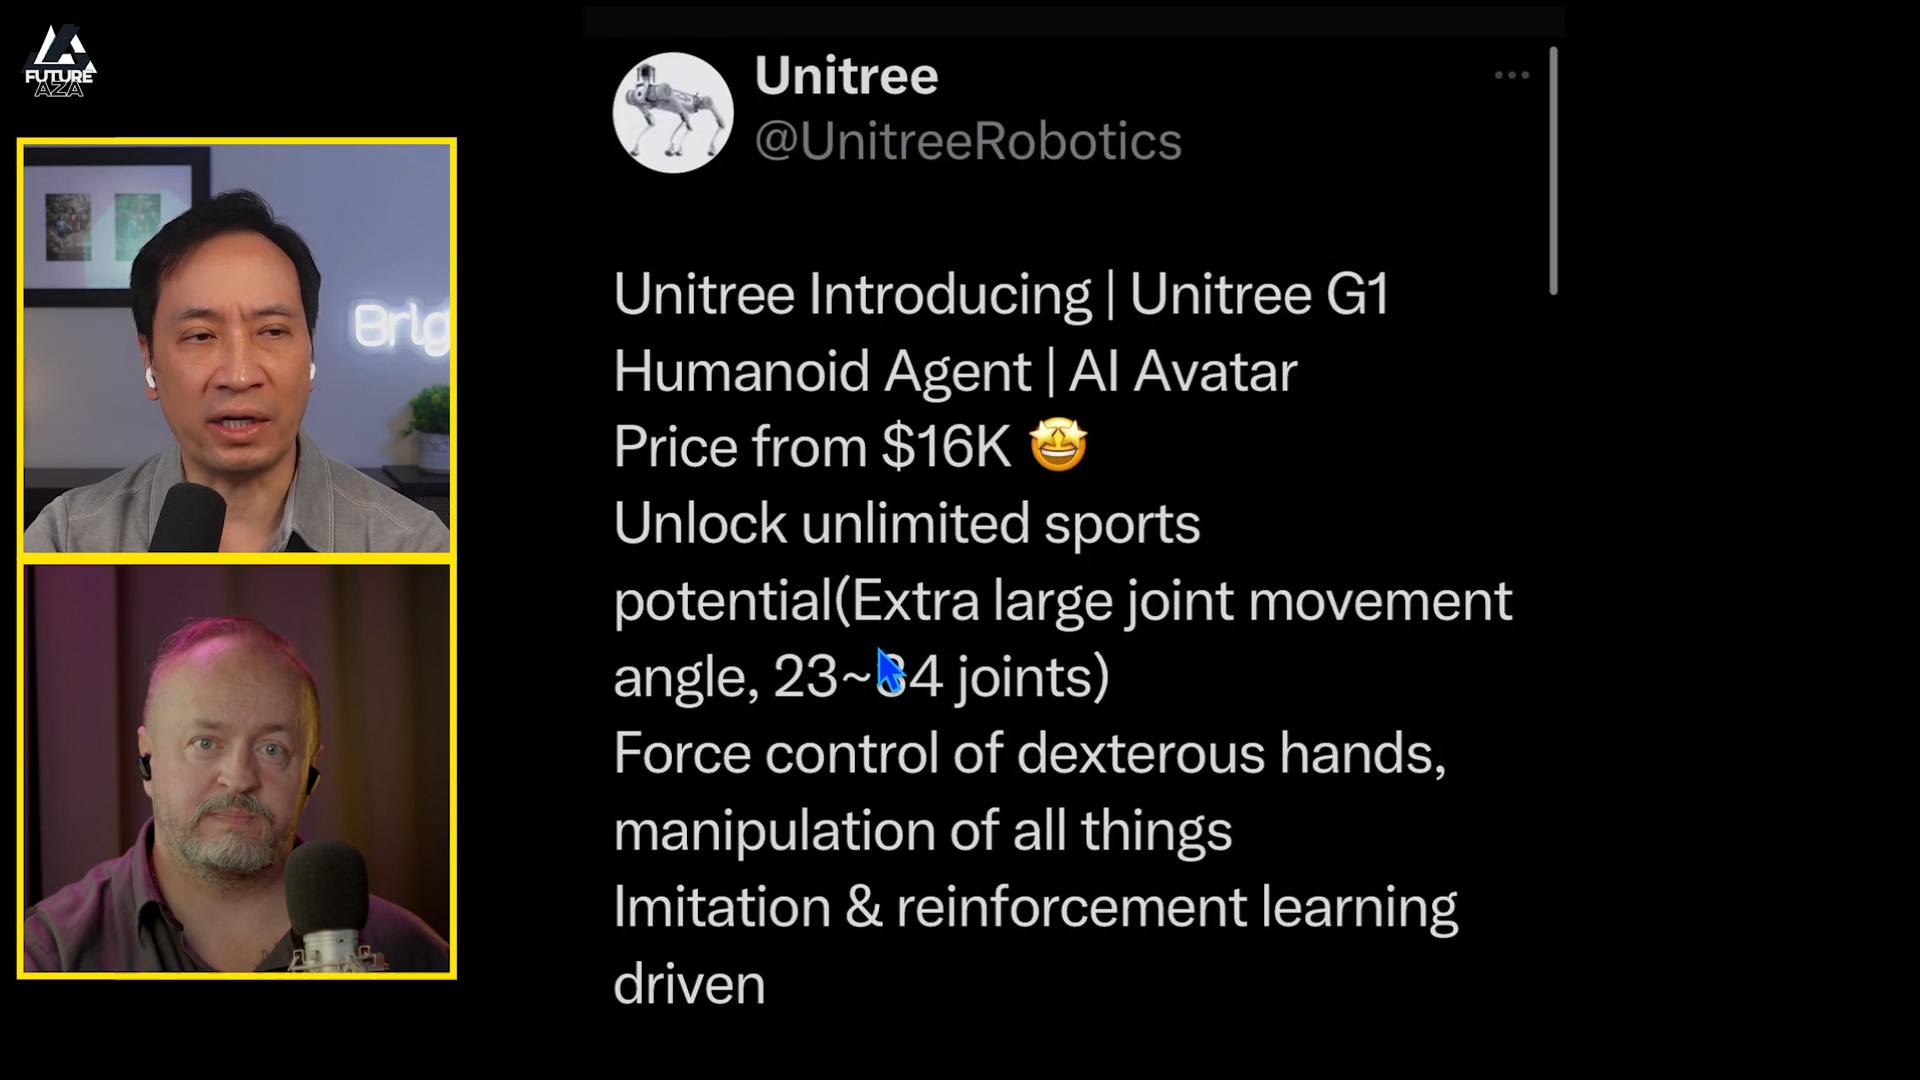 FUTURE
AZA
Brig
Unitree
@UnitreeRobotics
Unitree Introducing | Unitree G1
Humanoid Agent | AI Avatar
Price from $16K 🤩
Unlock unlimited sports
potential(Extra large joint movement
angle, 23~34 joints)
Force control of dexterous hands,
manipulation of all things
Imitation & reinforcement learning
driven